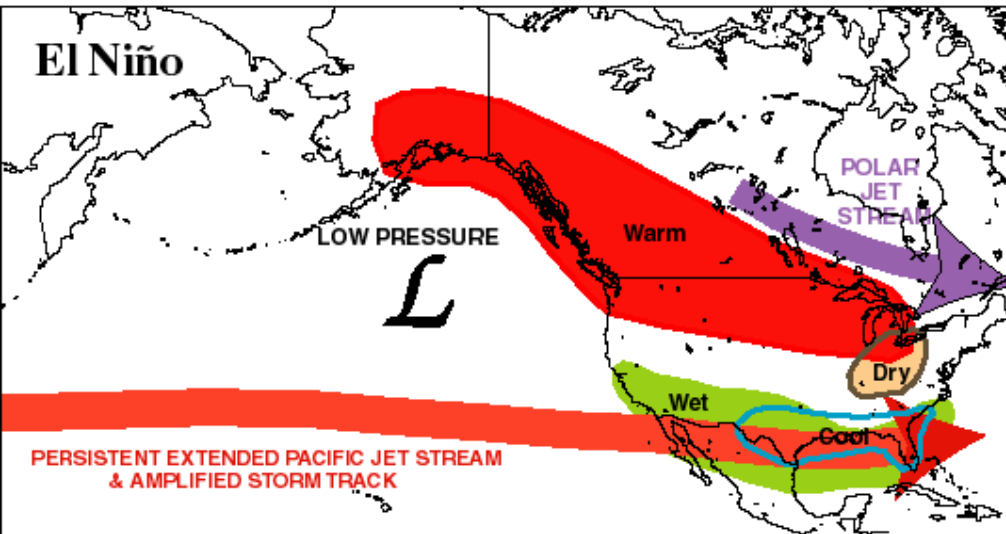 El Niño
POLAR
JET
STREAM
LOW PRESSURE
Warm
L
Dry
Wet
Cool
PERSISTENT EXTENDED PACIFIC JET STREAM
& AMPLIFIED STORM TRACK